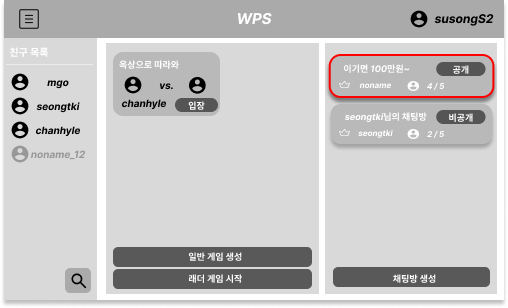 WPS
susongS2
친구 목록
mgo
seongtki
chanhyle
noname_12
옥상으로 따라와
vs.
chanhyle 입장
일반 게임 생성
래더 게임 시작
이기면 100만원~ 공개
noname 4 / 5
seongtki님의 채팅방 비공개
seongtki 2 / 5
채팅방 생성